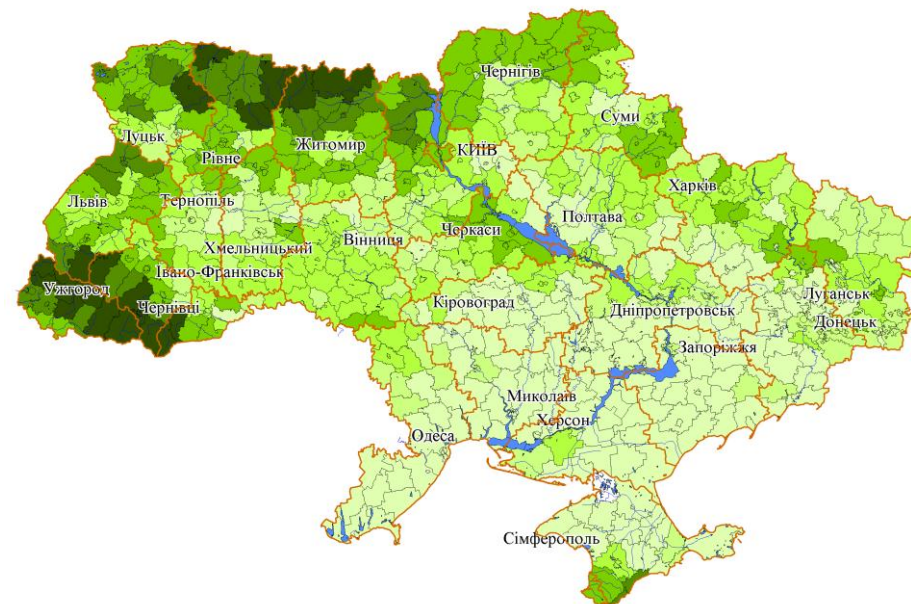 Чернігів
Суми
Луцьк
Рівне
Житомир
КИЇВ
Харків
Львів
Тернопіль
Полтава
Хмельницький
Вінниця
Черкаси
Івано-Франківськ
Ужгород
Чернівці
Кіровоград
Дніпропетровськ
Луганськ
Донецьк
Запоріжжя
Миколаїв
Херсон
Одеса
Сімферополь